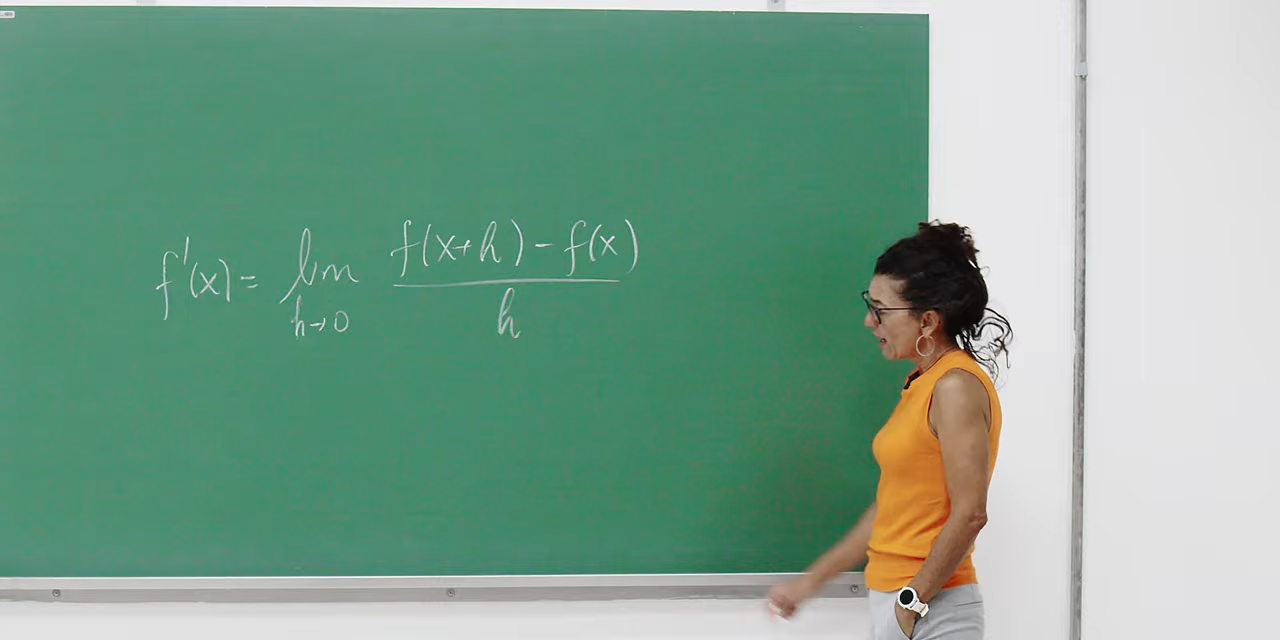 f'(x) = lim h→0 f(x+h) - f(x) / h